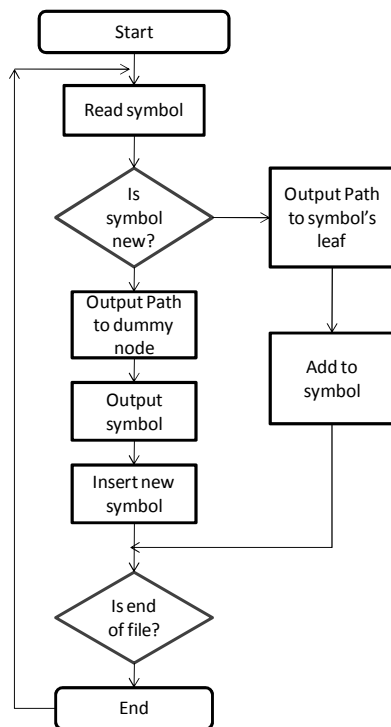 Start
Read symbol
Is
symbol
new?
Output Path
to symbol's
leaf
Output Path
to dummy
node
Add to
symbol
Output
symbol
Insert new
symbol
Is end
of file?
End